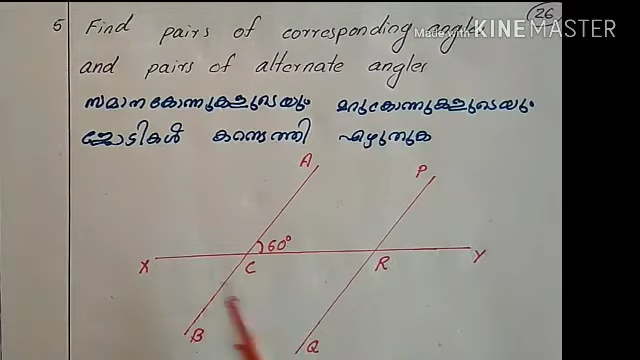 26
5 Find pairs of corresponding angles
Made with KINEMASTER
and pairs of alternate angles
സമാനകോണുകളുടെയും മറുകോണുകളുടെയും
ജോടികൾ കണ്ടെത്തി എഴുതുക
A
P
60°
X
C
R
Y
B
Q